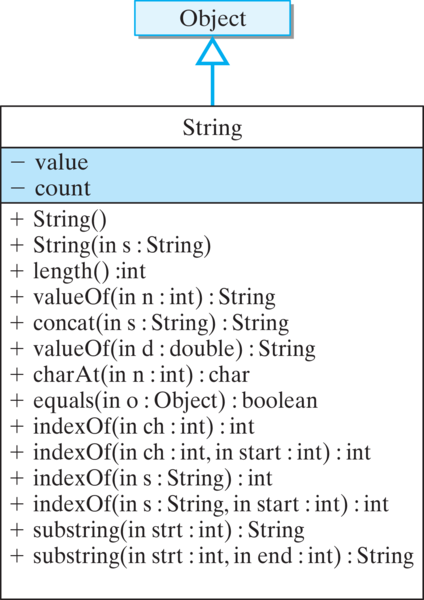 Object
String
− value
− count
+ String()
+ String(in s : String)
+ length() :int
+ valueOf(in n : int) : String
+ concat(in s : String) : String
+ valueOf(in d : double) : String
+ charAt(in n : int) : char
+ equals(in o : Object) : boolean
+ indexOf(in ch : int) : int
+ indexOf(in ch : int, in start : int) : int
+ indexOf(in s : String) : int
+ indexOf(in s : String, in start : int) : int
+ substring(in strt : int) : String
+ substring(in strt : int, in end : int) : String